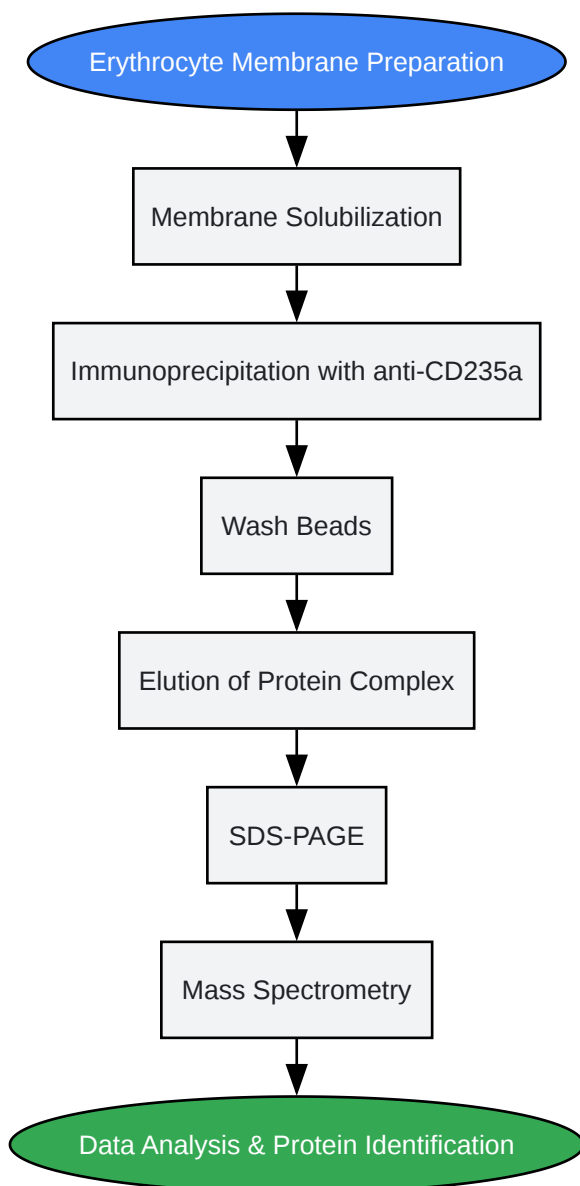 Erythrocyte Membrane Preparation
Membrane Solubilization
Immunoprecipitation with anti-CD235a
Wash Beads
Elution of Protein Complex
SDS-PAGE
Mass Spectrometry
Data Analysis & Protein Identification